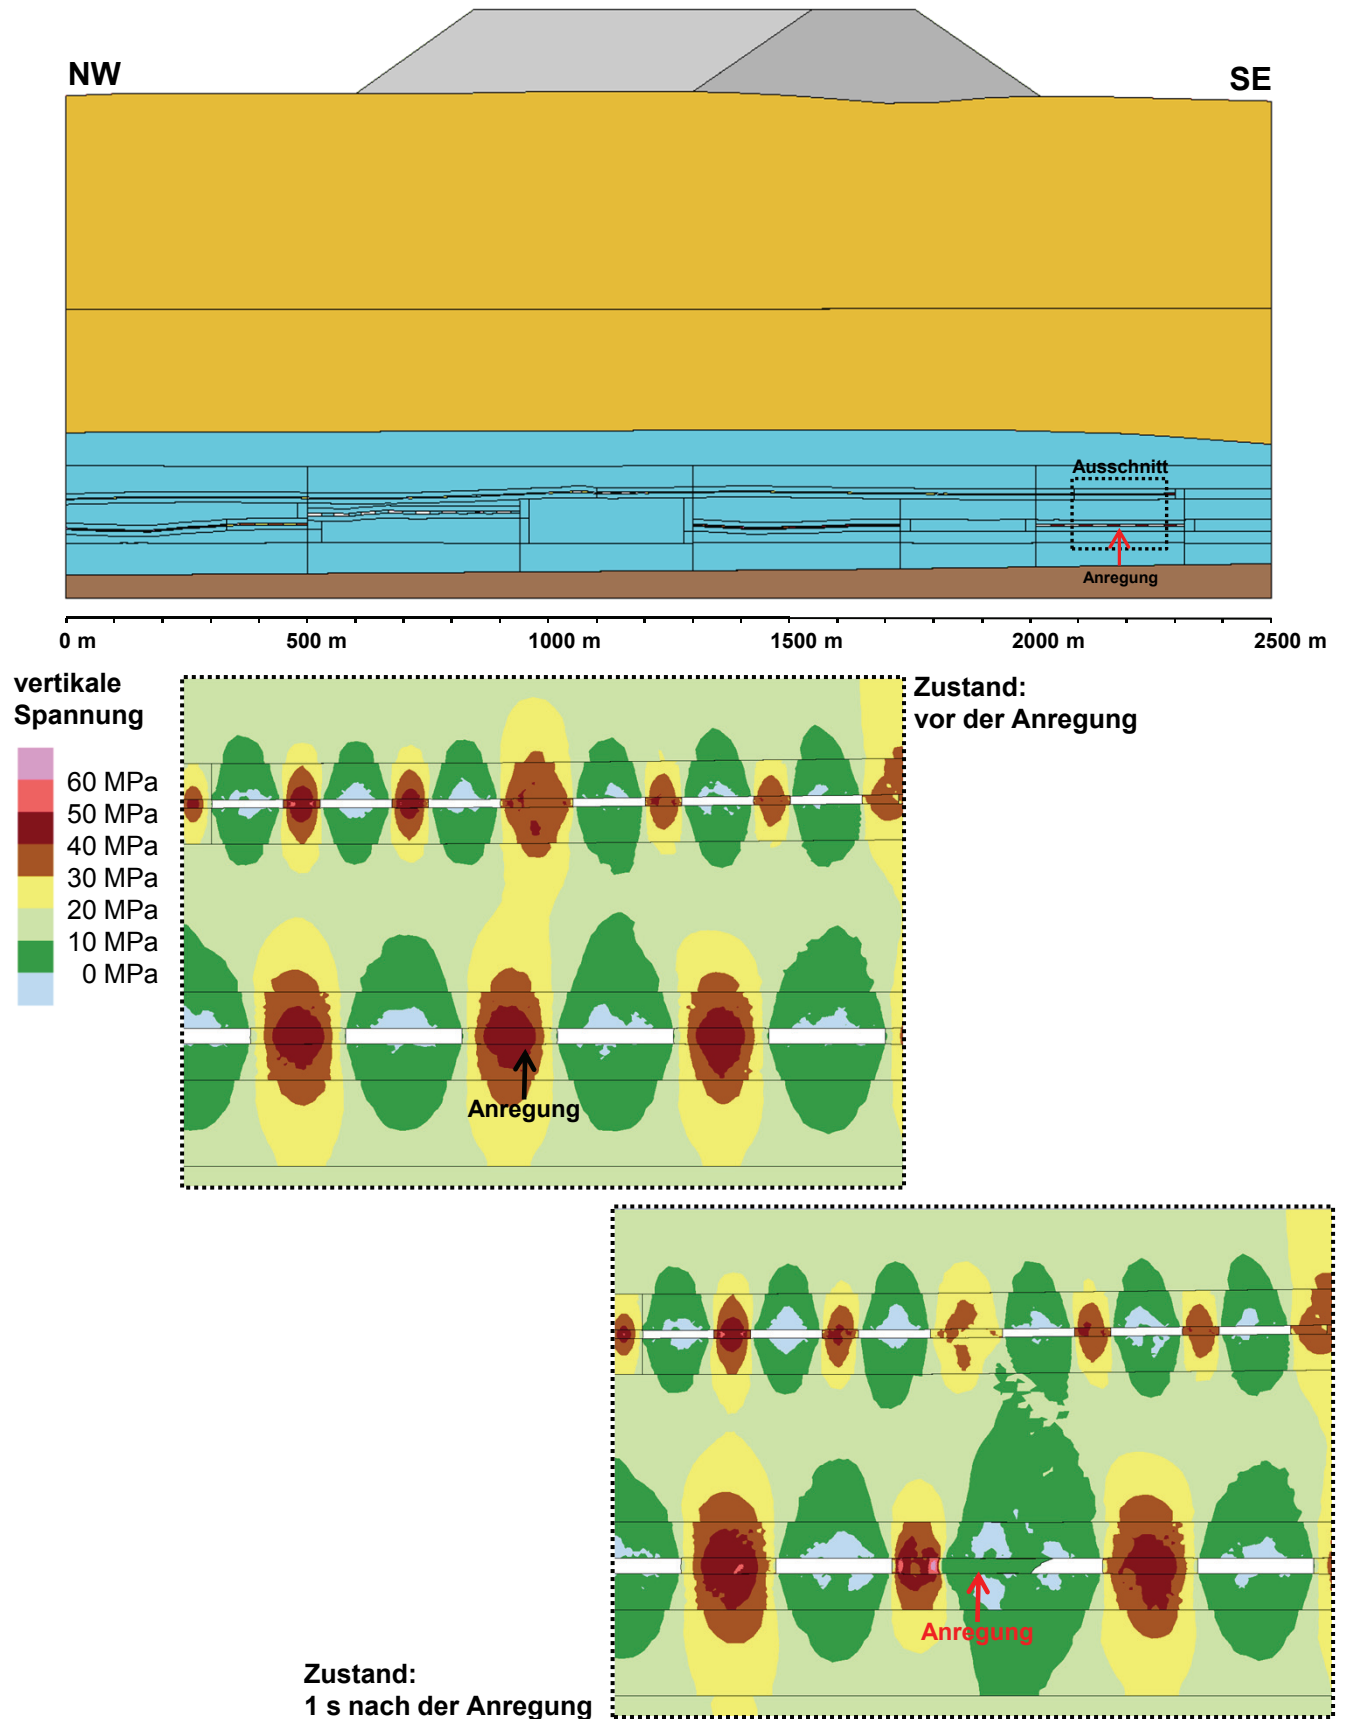 NW
SE
Ausschnitt
Anregung
0 m
500 m
1000 m
1500 m
2000 m
2500 m
vertikale
Spannung
60 MPa
50 MPa
40 MPa
30 MPa
20 MPa
10 MPa
0 MPa
Zustand:
vor der Anregung
Anregung
Anregung
Zustand:
1 s nach der Anregung